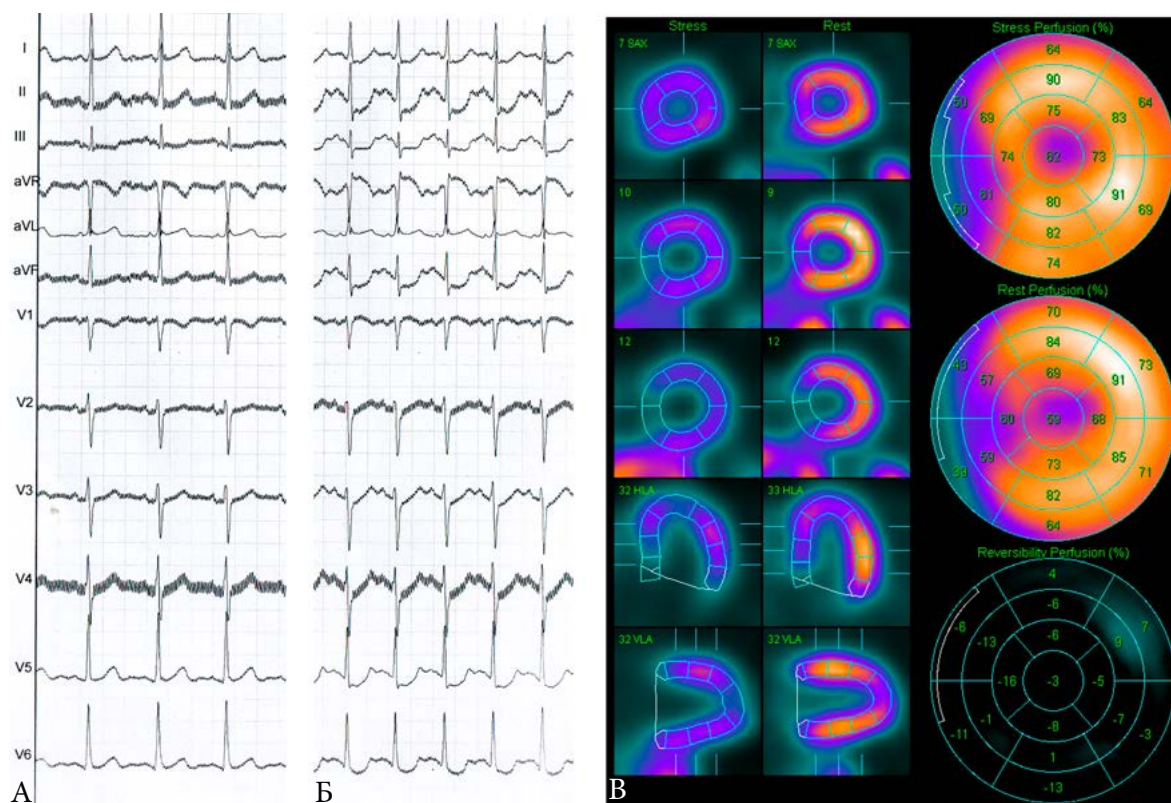 I
II
III
aVR
aVL
aVF
V1
V2
V3
V4
V5
V6
А
Б
Stress Rest
7 SAX 7 SAX
10 9
12 12
32 HLA 33 HLA
32 VLA 32 VLA
В
Stress Perfusion (%)
64
90
50 75 64
69 83
74 62 73
61 91
50 80 69
82
74
Rest Perfusion (%)
70
84
43 69 73
57 91
60 59 68
59 85
39 73 71
82
64
Reversibility Perfusion (%)
4
-6
-6 -6 7
-13 9
-16 -3 -5
-1 -7
-11 -8 -3
1
-13